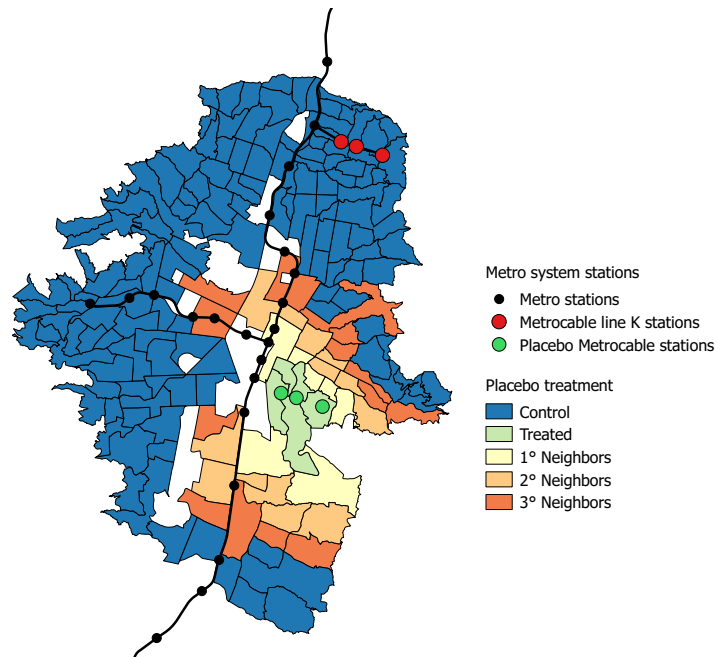 Metro system stations
Metro stations
Metrocable line K stations
Placebo Metrocable stations
Placebo treatment
Control
Treated
1° Neighbors
2° Neighbors
3° Neighbors